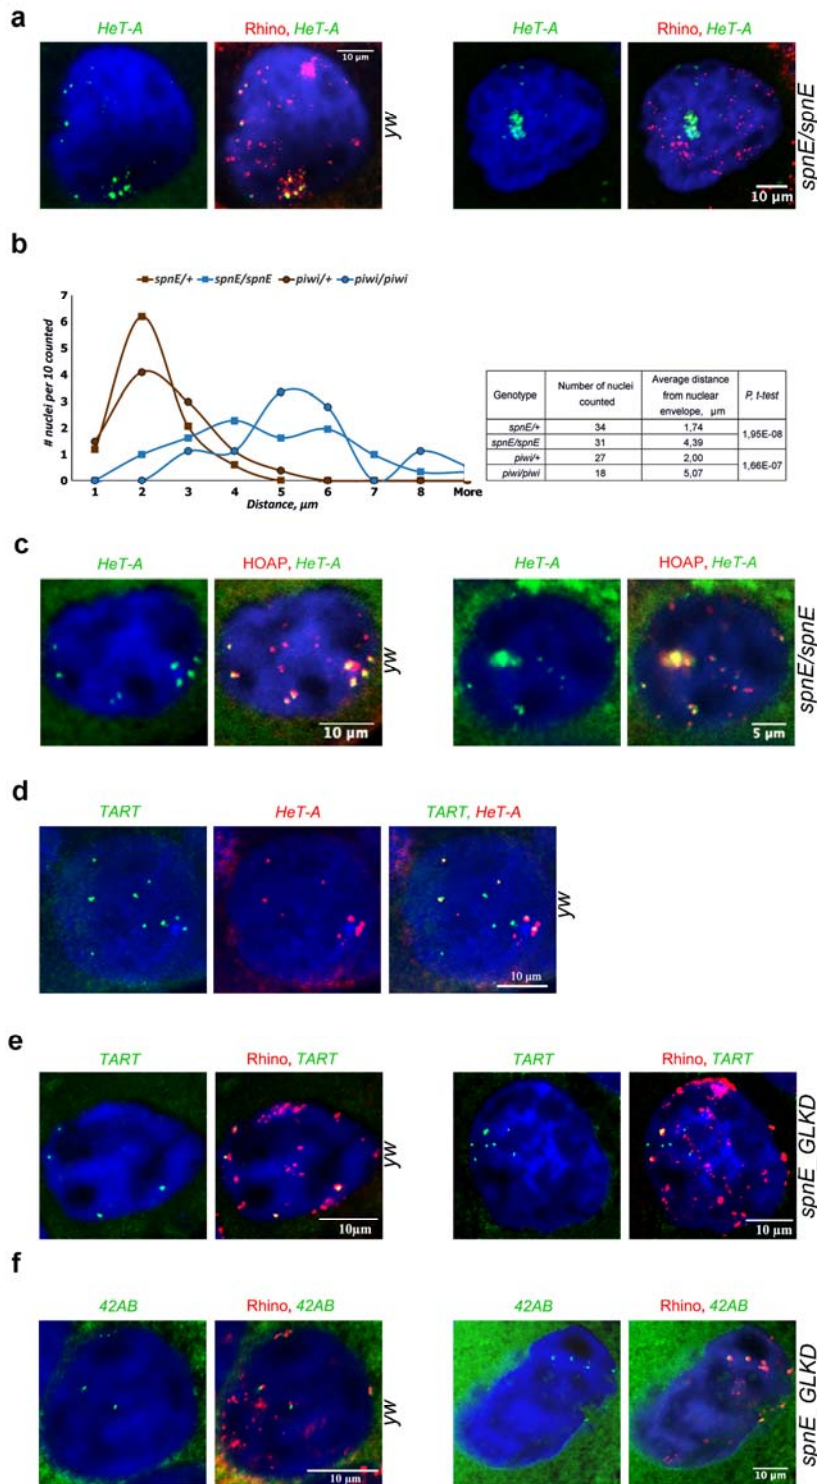 a
HeT-A
Rhino, HeT-A
HeT-A
Rhino, HeT-A
10 µm
yw
10 µm
spnE/spnE
b
spnE/+ spnE/spnE piwi/+ piwi/piwi
# nuclei per 10 counted
7
6
5
4
3
2
1
0
1 2 3 4 5 6 7 8 More
Distance, µm
Genotype
Number of nuclei
counted
Average distance
from nuclear
envelope, µm
P, t-test
spnE/+ 34 1,74 1,95E-08
spnE/spnE 31 4,39
piwi/+ 27 2,00 1,66E-07
piwi/piwi 18 5,07
c
HeT-A
HOAP, HeT-A
HeT-A
HOAP, HeT-A
10 µm
yw
5 µm
spnE/spnE
d
TART
HeT-A
TART, HeT-A
10 µm
yw
e
TART
Rhino, TART
TART
Rhino, TART
10µm
yw
10 µm
spnE_GLKD
f
42AB
Rhino, 42AB
42AB
Rhino, 42AB
10 µm
yw
10 µm
spnE_GLKD